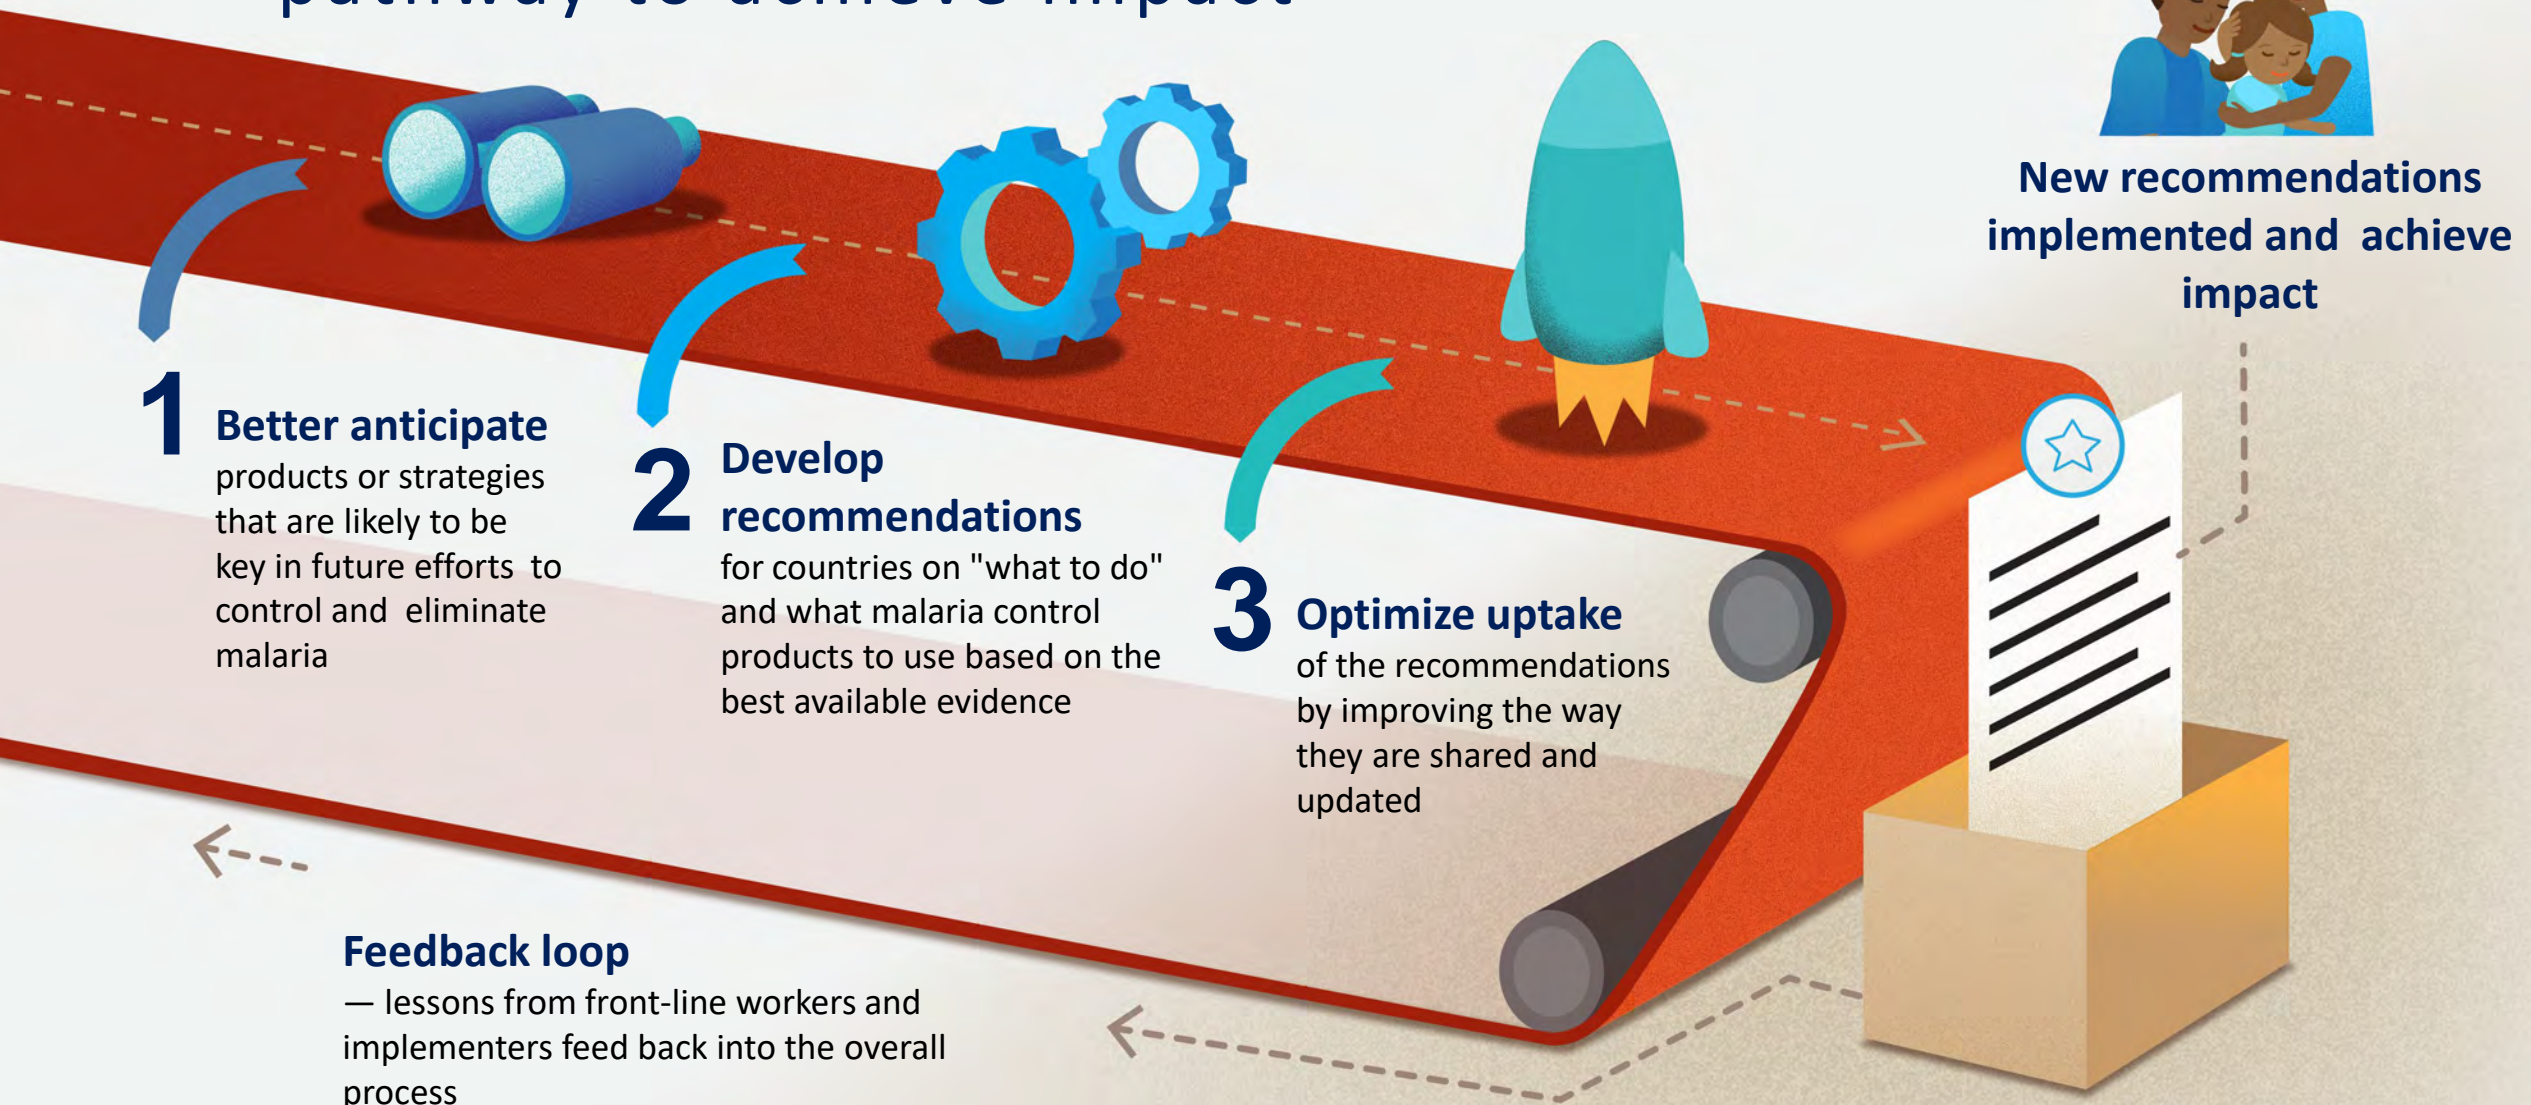 pathway to achieve impact
New recommendations
implemented and  achieve
impact
1
Better anticipate
products or strategies
that are likely to be
key in future efforts  to
control and  eliminate
malaria
2
Develop
recommendations
for countries on "what to do"
and what malaria control
products to use based on the
best available evidence
3
Optimize uptake
of the recommendations
by improving the way
they are shared and
updated
Feedback loop
— lessons from front-line workers and
implementers feed back into the overall
process